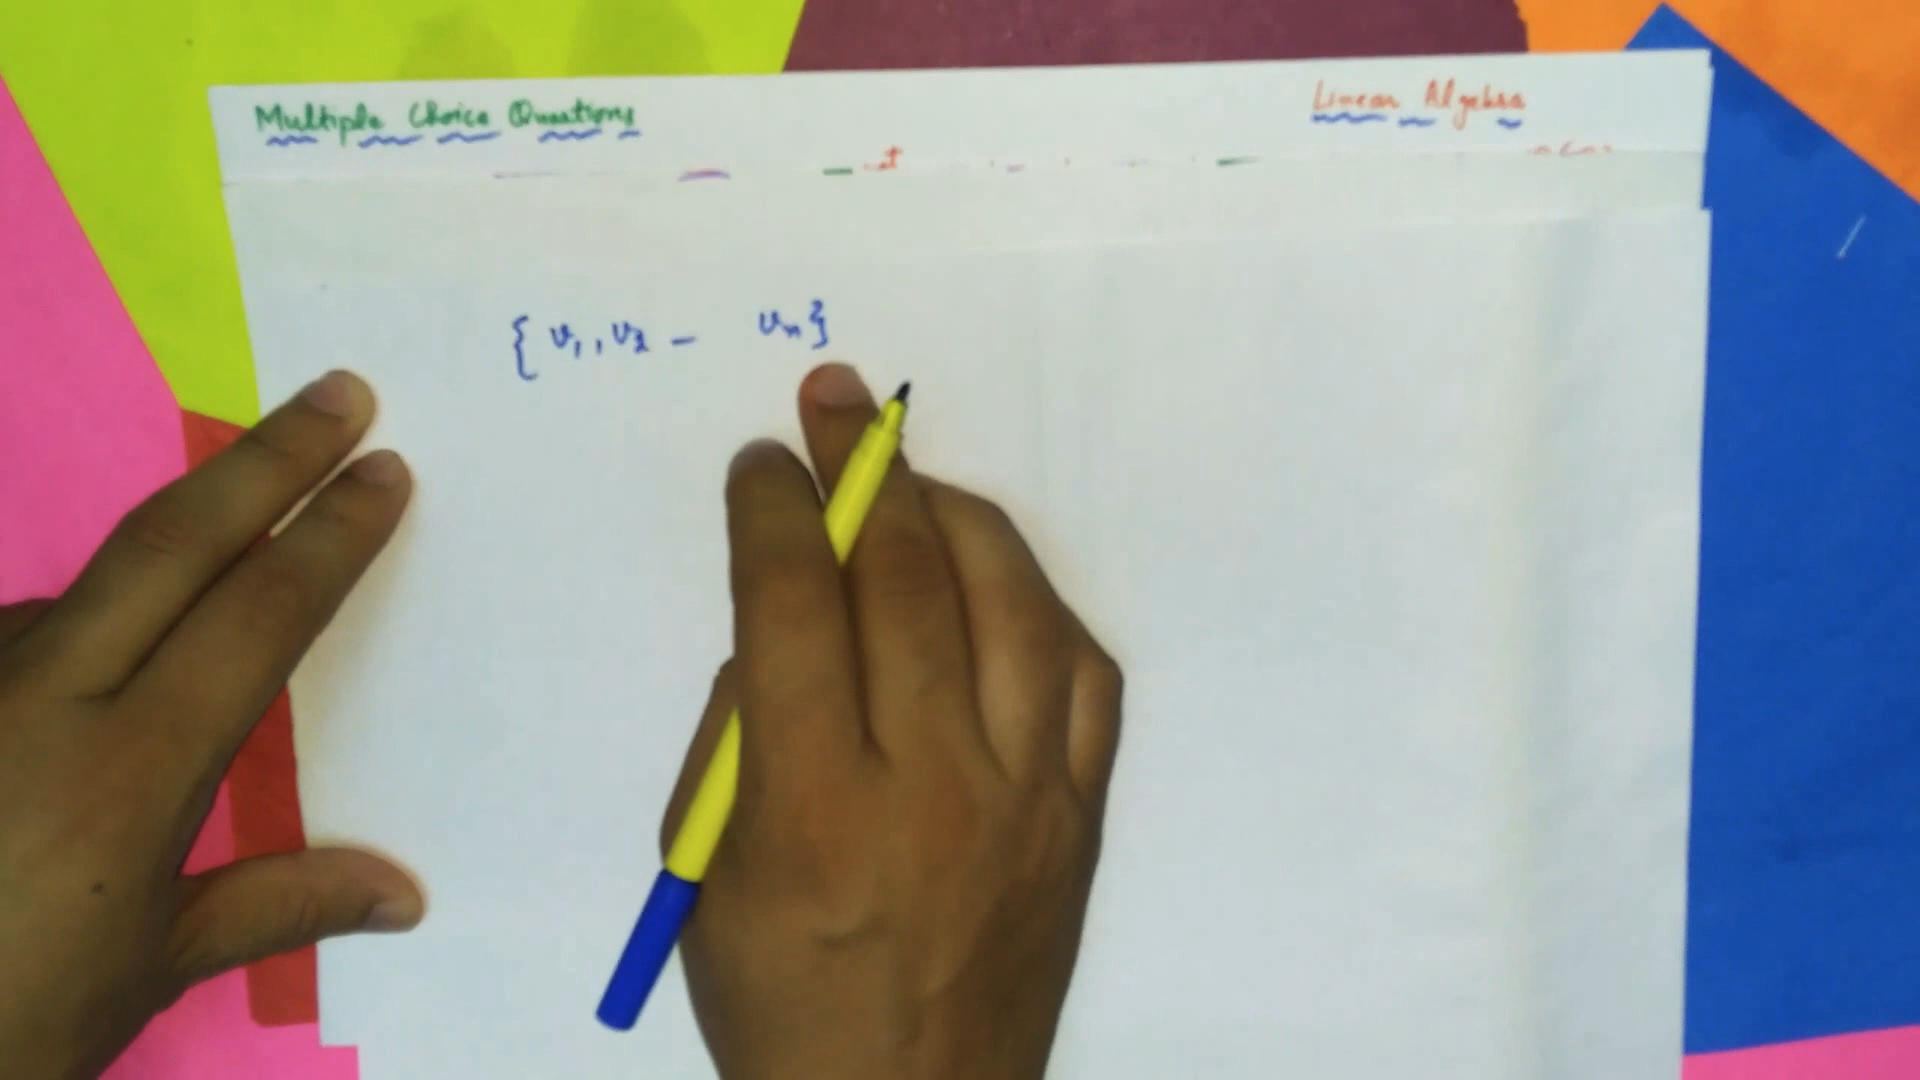 Multiple Choice Questions
Linear Algebra
{ v₁, v₂ – vₙ}